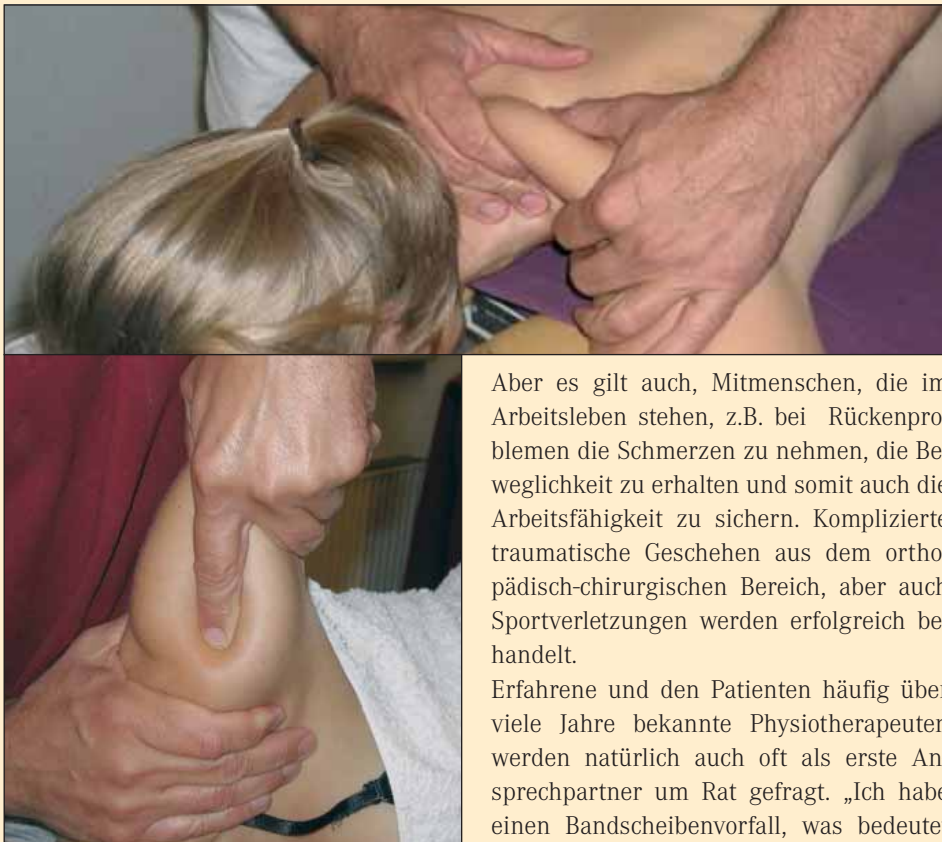 Aber es gilt auch, Mitmenschen, die im
Arbeitsleben stehen, z.B. bei Rückenpro
blemen die Schmerzen zu nehmen, die Be
weglichkeit zu erhalten und somit auch die
Arbeitsfähigkeit zu sichern. Komplizierte
traumatische Geschehen aus dem ortho
pädisch-chirurgischen Bereich, aber auch
Sportverletzungen werden erfolgreich be
handelt.
Erfahrene und den Patienten häufig über
viele Jahre bekannte Physiotherapeuten
werden natürlich auch oft als erste An
sprechpartner um Rat gefragt. „Ich habe
einen Bandscheibenvorfall, was bedeutet